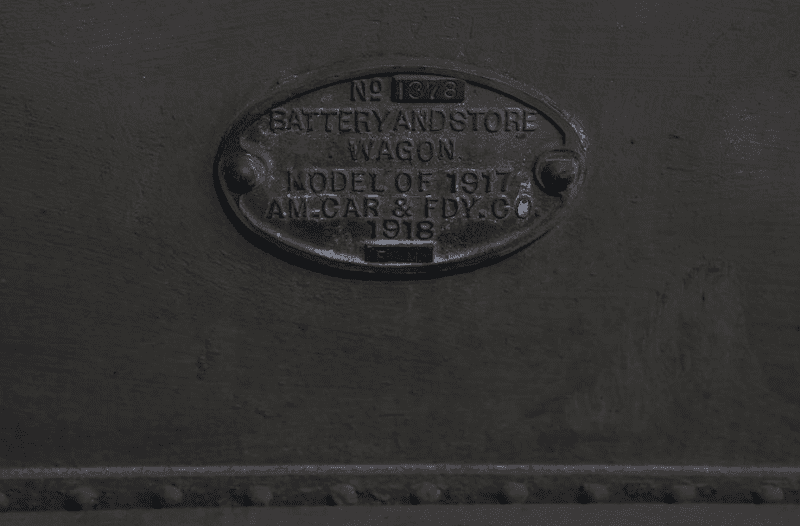 No 1378
BATTERY AND STORE
WAGON
MODEL OF 1917
AM. CAR & FDY. CO.
1918